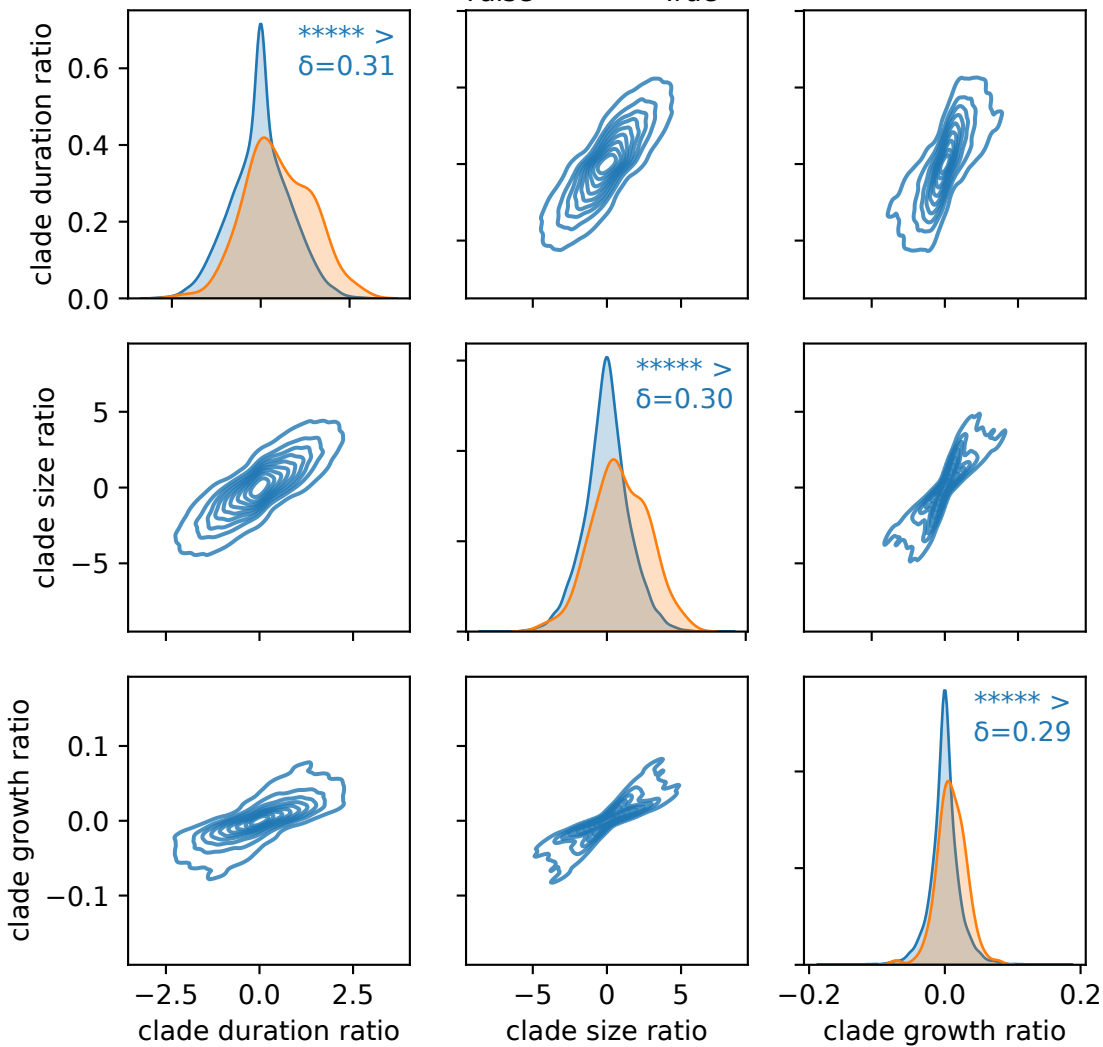 ***** >
δ=0.31
clade duration ratio
0.6
0.4
0.2
0.0
***** >
δ=0.30
clade size ratio
5
0
−5
***** >
δ=0.29
clade growth ratio
0.1
0.0
−0.1
−2.5 0.0 2.5
−5 0 5
−0.2 0.0 0.2
clade duration ratio
clade size ratio
clade growth ratio